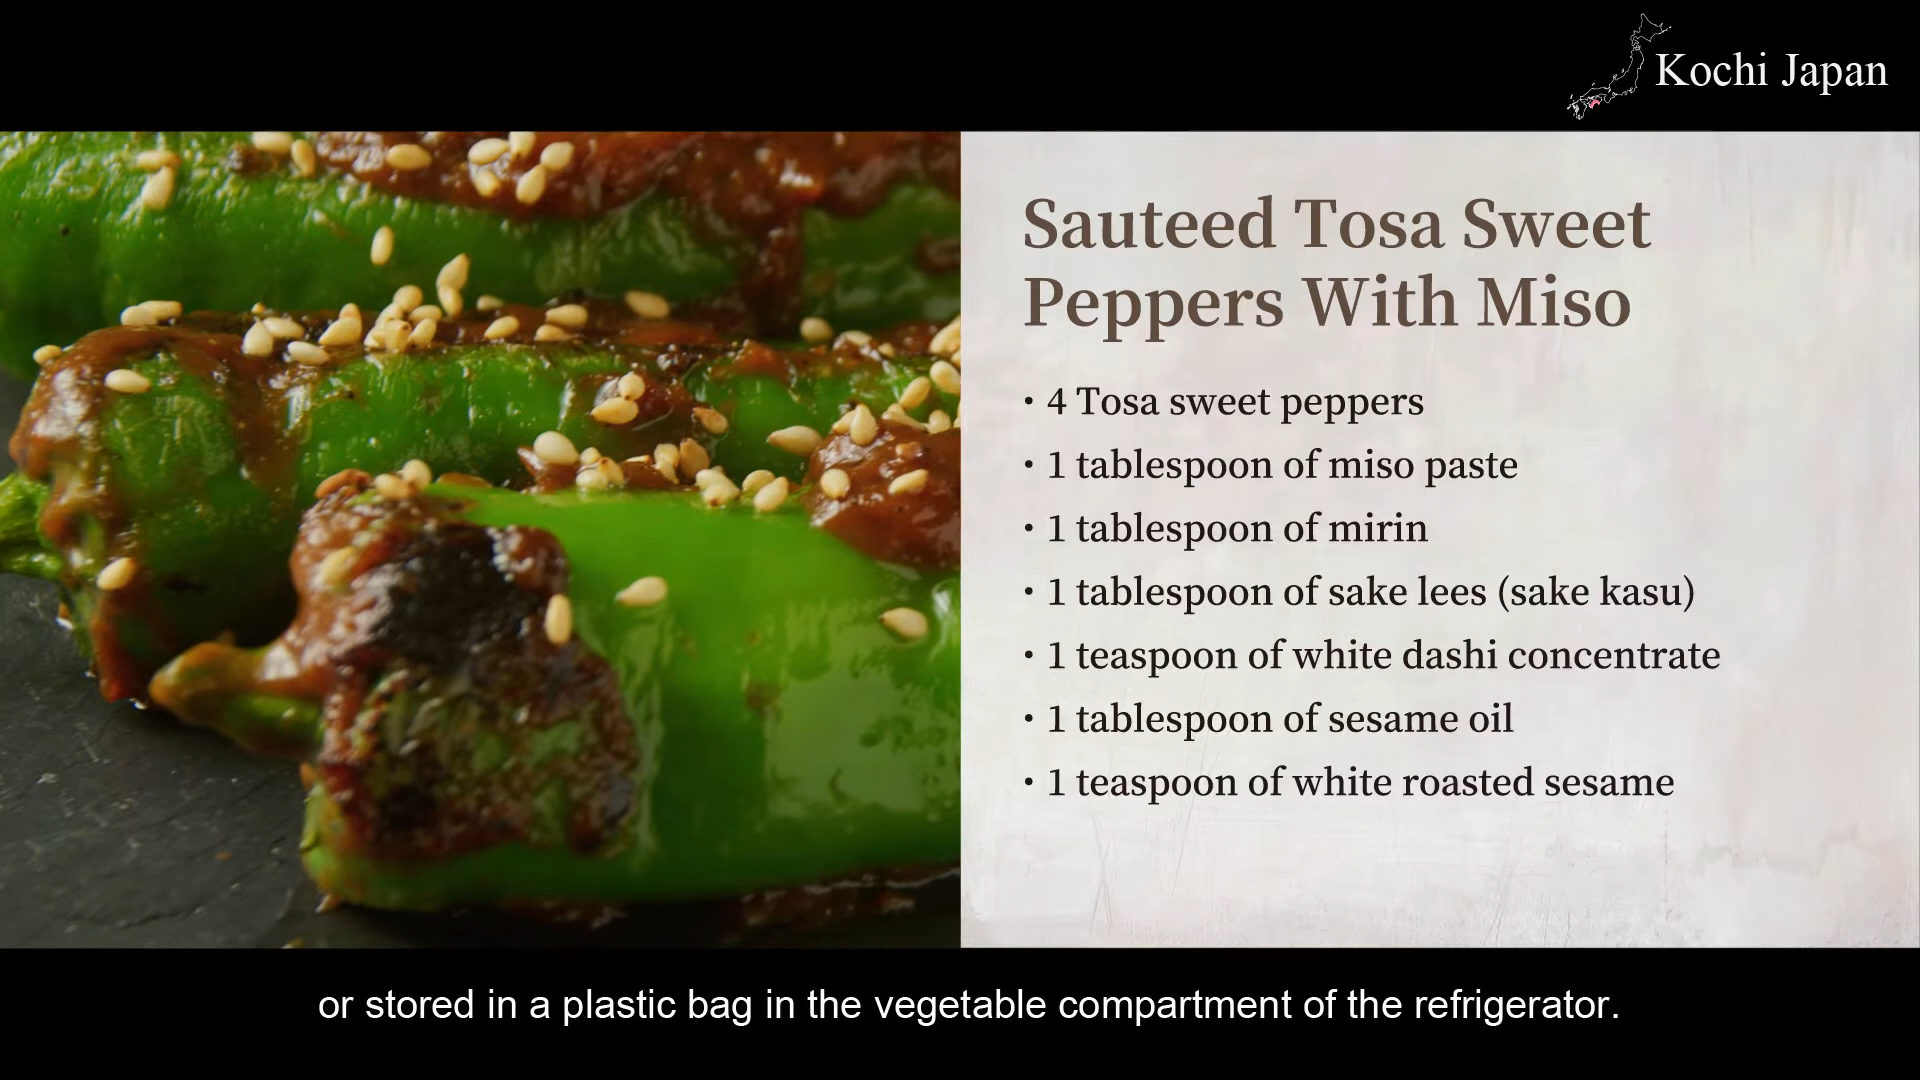 Kochi Japan
Sauteed Tosa Sweet
Peppers With Miso
・4 Tosa sweet peppers
・1 tablespoon of miso paste
・1 tablespoon of mirin
・1 tablespoon of sake lees (sake kasu)
・1 teaspoon of white dashi concentrate
・1 tablespoon of sesame oil
・1 teaspoon of white roasted sesame
or stored in a plastic bag in the vegetable compartment of the refrigerator.